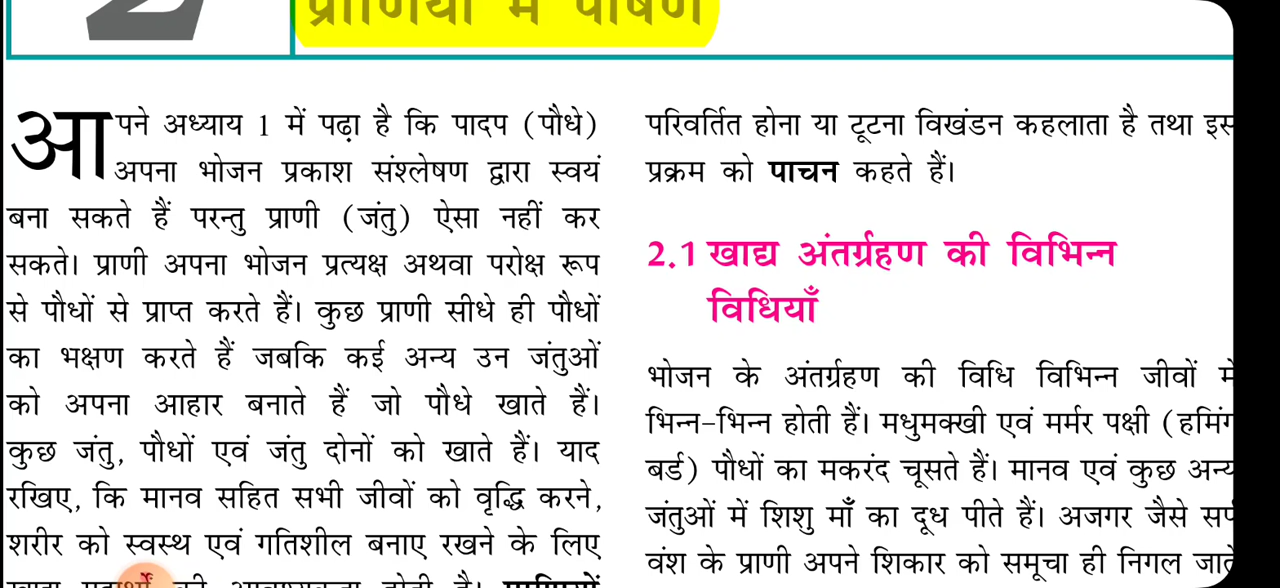 2
प्राणियों में पोषण
आपने अध्याय 1 में पढ़ा है कि पादप (पौधे)
अपना भोजन प्रकाश संश्लेषण द्वारा स्वयं
बना सकते हैं परन्तु प्राणी (जंतु) ऐसा नहीं कर
सकते। प्राणी अपना भोजन प्रत्यक्ष अथवा परोक्ष रूप
से पौधों से प्राप्त करते हैं। कुछ प्राणी सीधे ही पौधों
का भक्षण करते हैं जबकि कई अन्य उन जंतुओं
को अपना आहार बनाते हैं जो पौधे खाते हैं।
कुछ जंतु, पौधों एवं जंतु दोनों को खाते हैं। याद
रखिए, कि मानव सहित सभी जीवों को वृद्धि करने,
शरीर को स्वस्थ एवं गतिशील बनाए रखने के लिए
की आवश्यकता होती है। प्राणियों
परिवर्तित होना या टूटना विखंडन कहलाता है तथा इस
प्रक्रम को पाचन कहते हैं।
2.1 खाद्य अंतर्ग्रहण की विभिन्न
विधियाँ
भोजन के अंतर्ग्रहण की विधि विभिन्न जीवों में
भिन्न-भिन्न होती हैं। मधुमक्खी एवं मर्मर पक्षी (हमिंग
बर्ड) पौधों का मकरंद चूसते हैं। मानव एवं कुछ अन्य
जंतुओं में शिशु माँ का दूध पीते हैं। अजगर जैसे सर्प
वंश के प्राणी अपने शिकार को समूचा ही निगल जाते